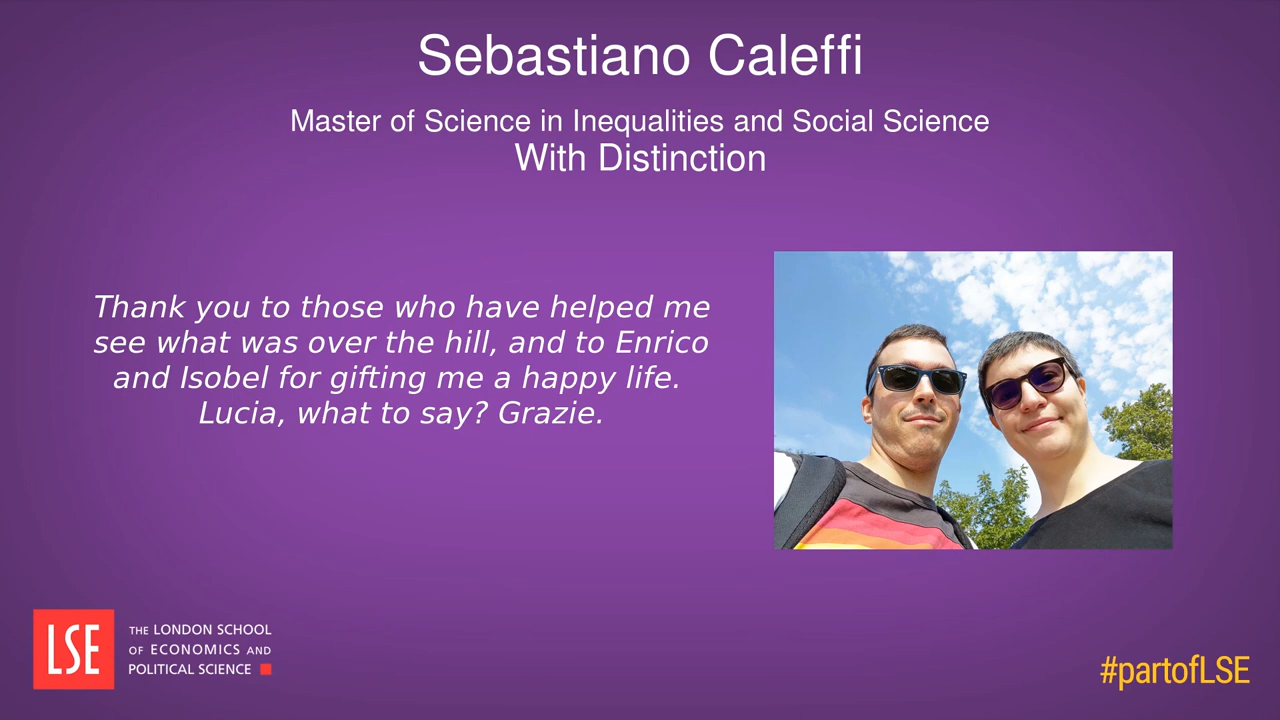 Sebastiano Caleffi
Master of Science in Inequalities and Social Science
With Distinction
Thank you to those who have helped me
see what was over the hill, and to Enrico
and Isobel for gifting me a happy life.
Lucia, what to say? Grazie.
LSE
THE LONDON SCHOOL
OF ECONOMICS AND
POLITICAL SCIENCE
#partofLSE